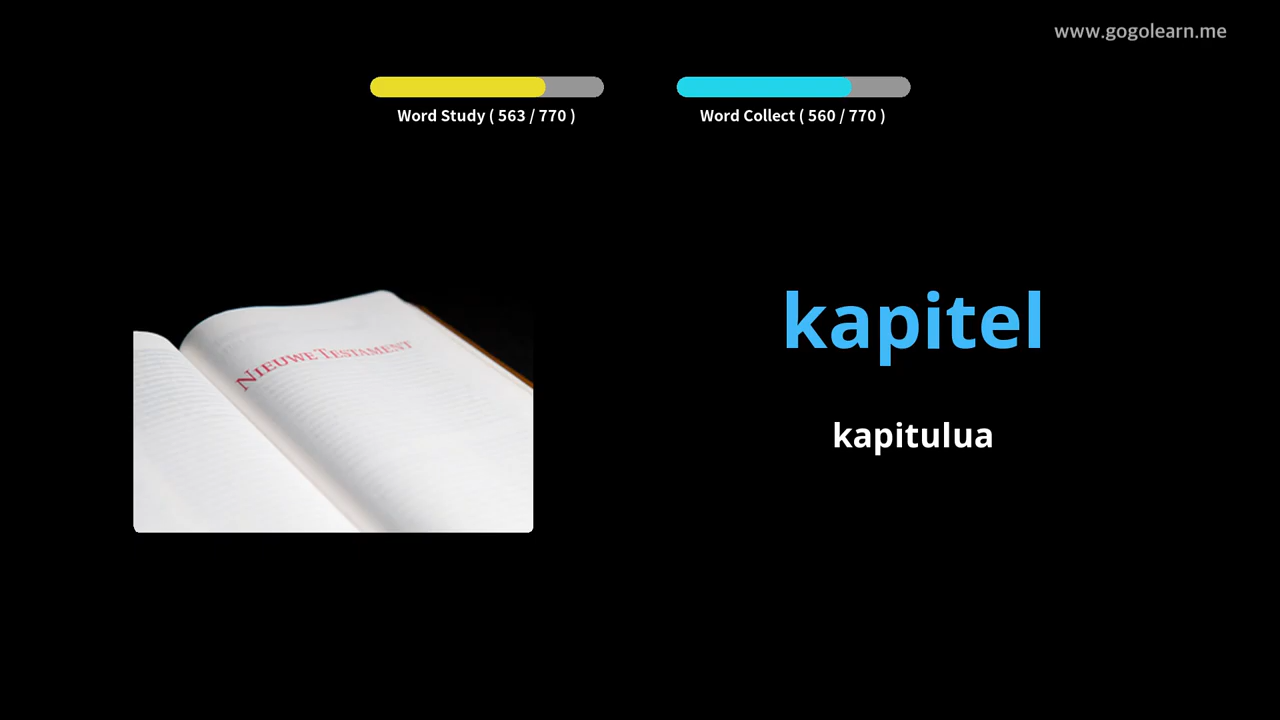 www.gogolearn.me
Word Study ( 563 / 770 )
Word Collect ( 560 / 770 )
NIEUWE TESTAMENT
kapitel
kapitulua